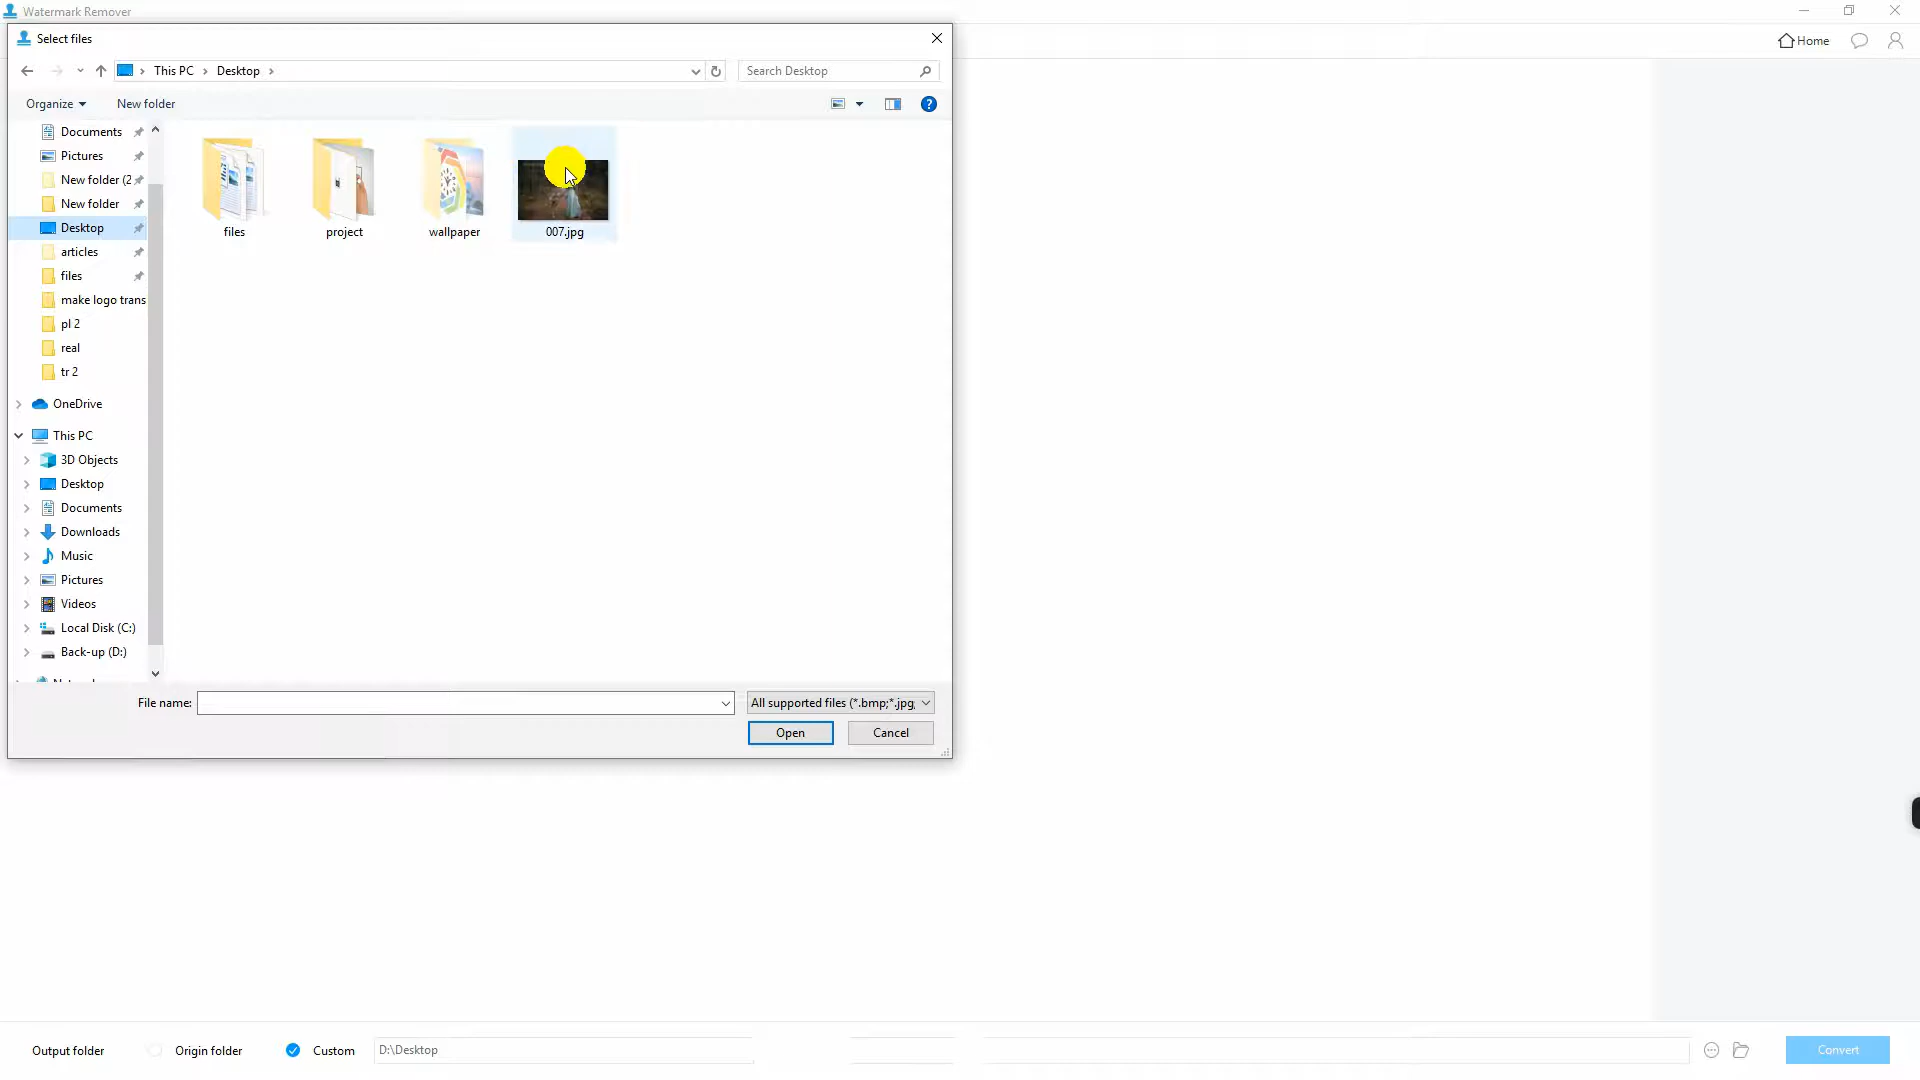 Watermark Remover
Select files
Home
This PC
Desktop
Search Desktop
Organize
New folder
Documents
Pictures
New folder (2
New folder
Desktop
articles
files
make logo trans
pl 2
real
tr 2
OneDrive
This PC
3D Objects
Desktop
Documents
Downloads
Music
Pictures
Videos
Local Disk (C:)
Back-up (D:)
files
project
wallpaper
007.jpg
File name:
All supported files (*.bmp;*.jpg;
Open
Cancel
Output folder
Origin folder
Custom
D:\Desktop
Convert